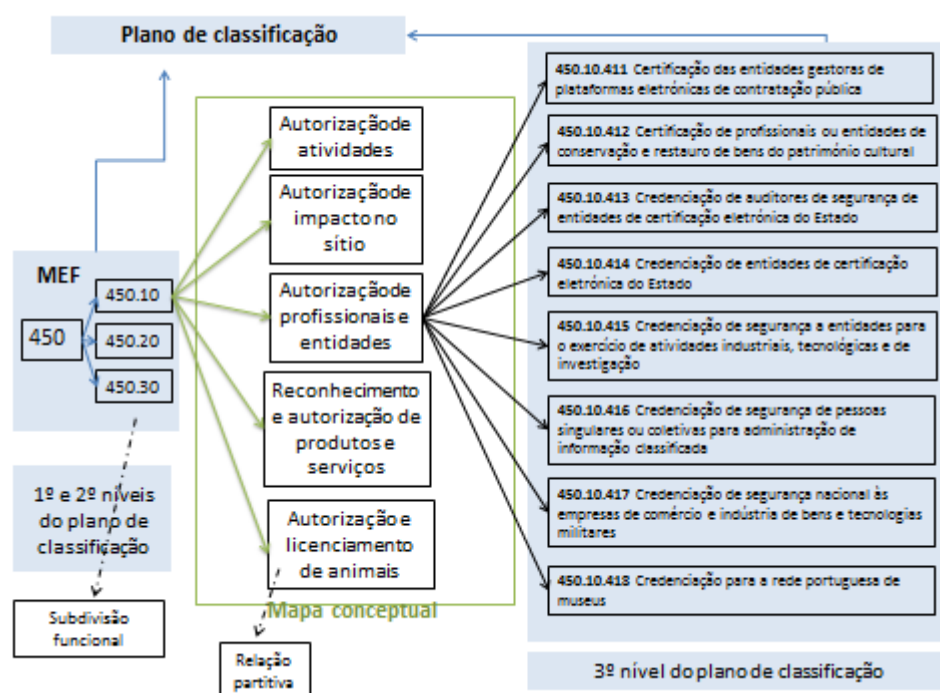 Plano de classificação
MEF
450
450.10
450.20
450.30
1º e 2º níveis
do plano de
classificação
Subdivisão
funcional
Autorizaçãode
atividades
Autorizaçãode
impacto no
sítio
Autorizaçãode
profissionais e
entidades
Reconhecimento
e autorização de
produtos e
serviços
Autorização e
licenciamento
de animais
Mapa conceptual
Relação
partitiva
450.10.411 Certificação das entidades gestoras de
plataformas eletrónicas de contratação pública
450.10.412 Certificação de profissionais ou entidades de
conservação e restauro de bens do património cultural
450.10.413 Credenciação de auditores de segurança de
entidades de certificação eletrónica do Estado
450.10.414 Credenciação de entidades de certificação
eletrónica do Estado
450.10.415 Credenciação de segurança a entidades para
o exercício de atividades industriais, tecnológicas e de
investigação
450.10.416 Credenciação de segurança de pessoas
singulares ou coletivas para administração de
informação classificada
450.10.417 Credenciação de segurança nacional às
empresas de comércio e indústria de bens e tecnologias
militares
450.10.418 Credenciação para a rede portuguesa de
museus
3º nível do plano de classificação